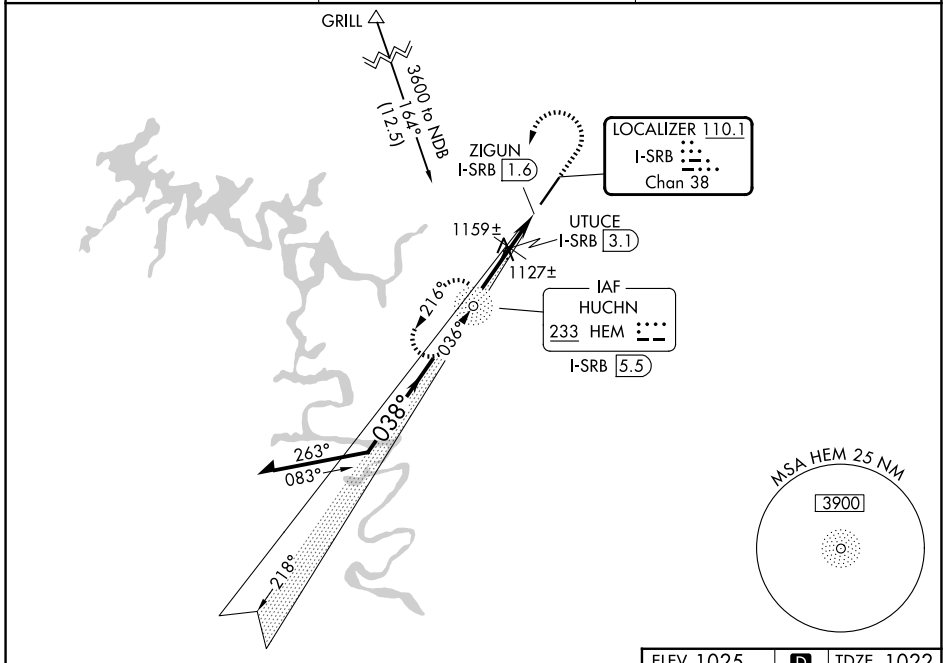 GRILL
3600 to NDB
164°
(12.5)
ZIGUN
I-SRB 1.6
LOCALIZER 110.1
I-SRB
Chan 38
1159±
UTUCE
I-SRB 3.1
1127±
IAF
HUCHN
233 HEM
I-SRB 5.5
216°
036°
038°
263°
083°
218°
MSA HEM 25 NM
3900
ELEV 1025
D
TDZE 1022